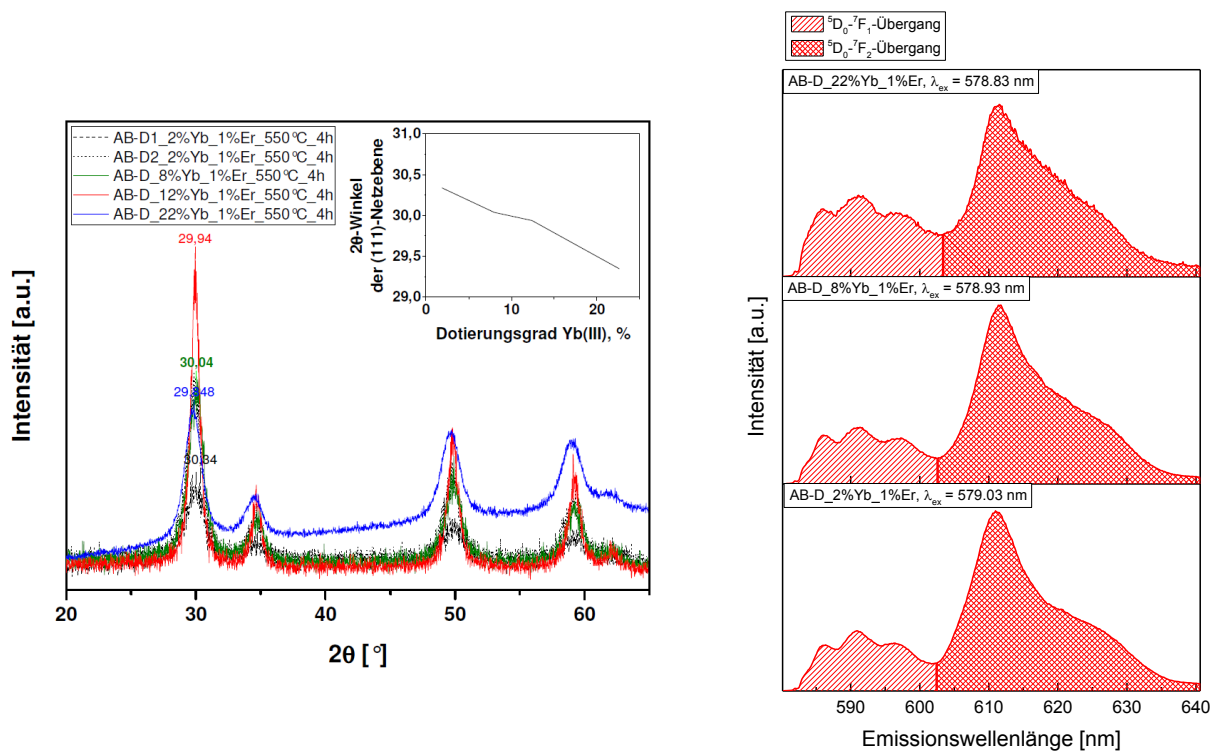 AB-D1_2%Yb_1%Er_550°C_4h
AB-D2_2%Yb_1%Er_550°C_4h
AB-D_8%Yb_1%Er_550°C_4h
AB-D_12%Yb_1%Er_550°C_4h
AB-D_22%Yb_1%Er_550°C_4h
29,94
30,04
30,34
31,0
30,5
30,0
29,5
29,0
0
10
20
2θ-Winkel
der (111)-Netzebene
Dotierungsgrad Yb(III), %
Intensität [a.u.]
20
30
40
50
60
2θ [°]
⁵D₀-⁷F₁-Übergang
⁵D₀-⁷F₂-Übergang
AB-D_22%Yb_1%Er, λₑₓ = 578.83 nm
AB-D_8%Yb_1%Er, λₑₓ = 578.93 nm
AB-D_2%Yb_1%Er, λₑₓ = 579.03 nm
Intensität [a.u.]
590
600
610
620
630
640
Emissionswellenlänge [nm]